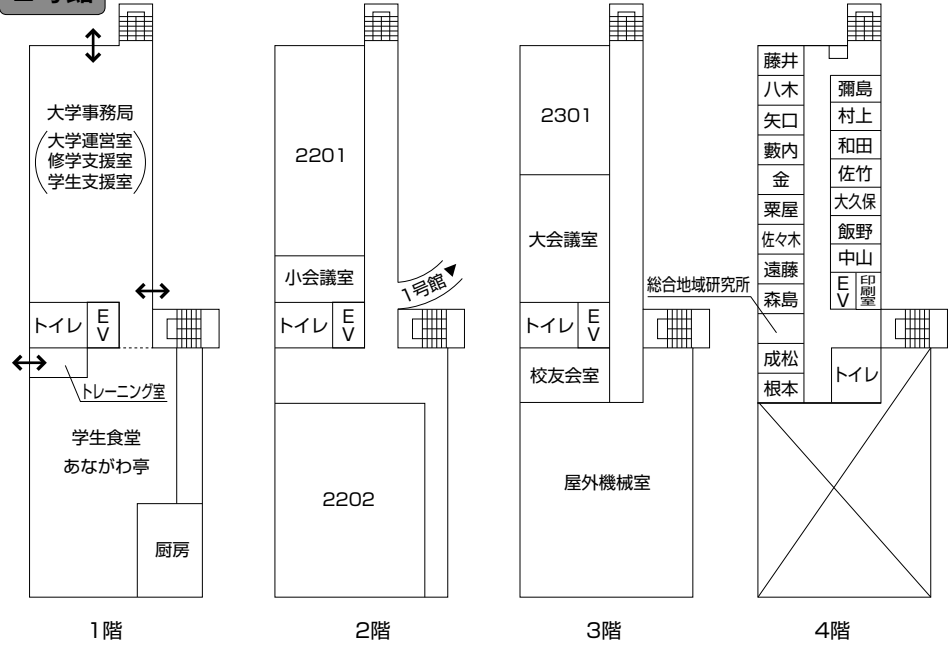 大学事務局
(大学運営室
修学支援室
学生支援室)
トイレ
EV
トレーニング室
学生食堂
あながわ亭
厨房
1階
2201
小会議室
1号館
トイレ
EV
2202
2階
2301
大会議室
トイレ
EV
校友会室
屋外機械室
3階
藤井
八木
矢口
藪内
金
粟屋
佐々木
遠藤
森島
総合地域研究所
成松
根本
彌島
村上
和田
佐竹
大久保
飯野
中山
EV
印刷室
トイレ
4階